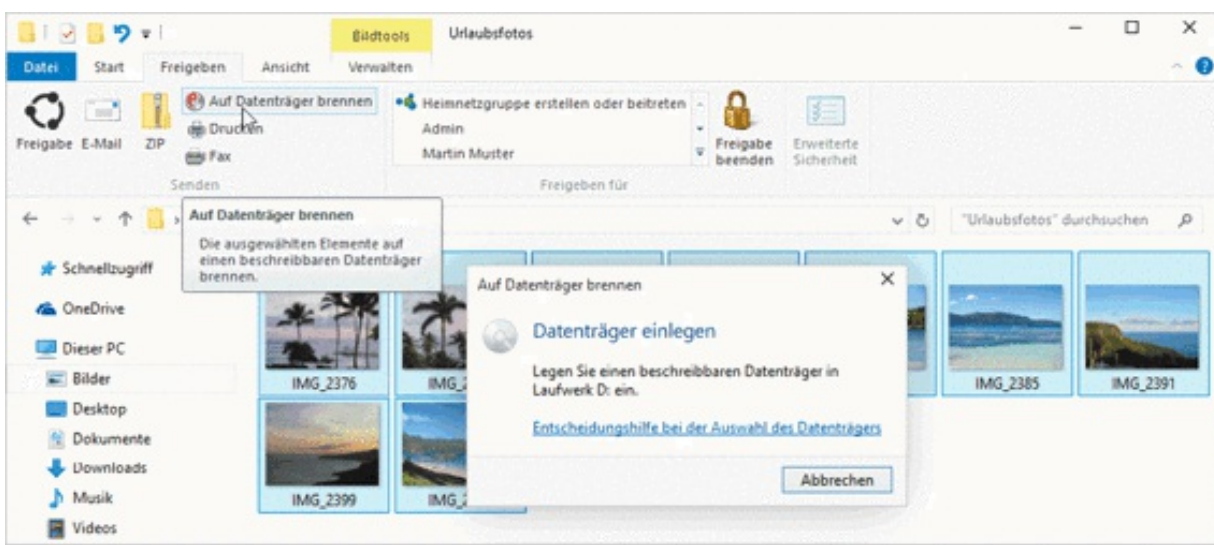 Bildtools Urlaubsfotos
Datei Start Freigeben Ansicht Verwalten
Auf Datenträger brennen
Drucken
Fax
Freigabe E-Mail ZIP
Senden
Heimnetzgruppe erstellen oder beitreten
Admin
Martin Muster
Freigabe
beenden
Erweiterte
Sicherheit
Freigeben für
"Urlaubsfotos" durchsuchen
Auf Datenträger brennen
Die ausgewählten Elemente auf
einen beschreibbaren Datenträger
brennen.
Schnellzugriff
OneDrive
Dieser PC
Bilder
Desktop
Dokumente
Downloads
Musik
Videos
IMG_2376
IMG_2385
IMG_2391
IMG_2399
Auf Datenträger brennen
Datenträger einlegen
Legen Sie einen beschreibbaren Datenträger in
Laufwerk D: ein.
Entscheidungshilfe bei der Auswahl des Datenträgers
Abbrechen